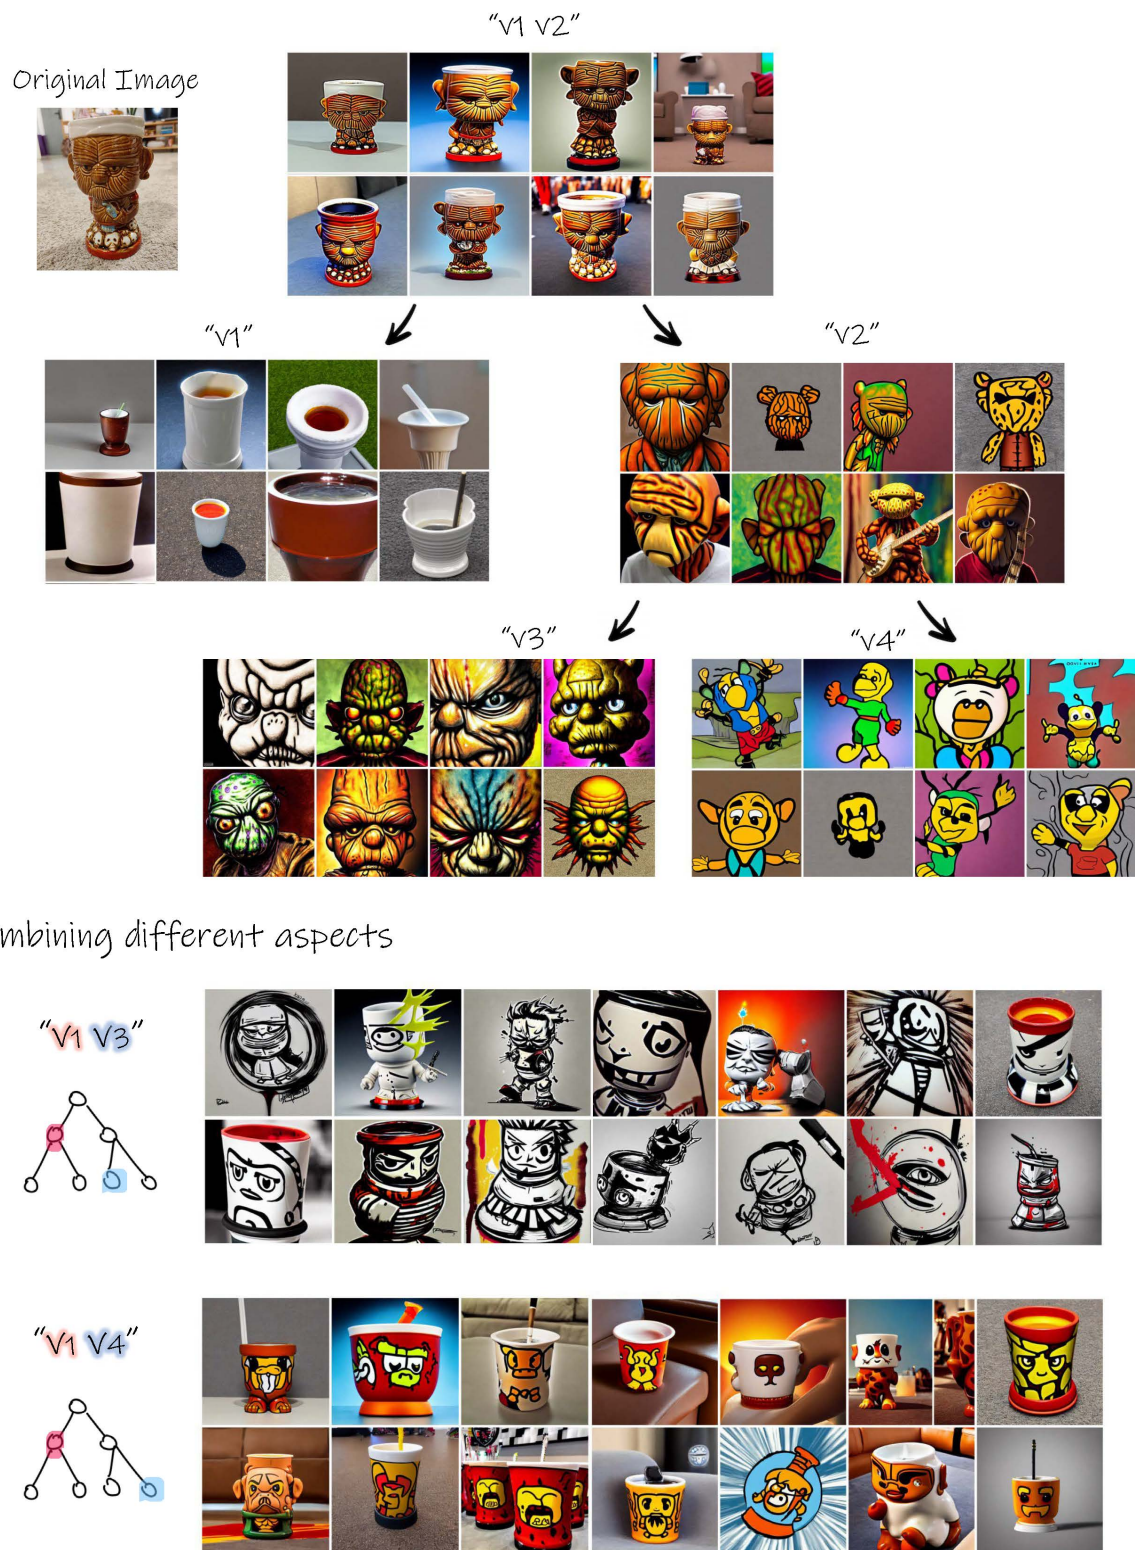 "v1 v2"
Original Image
"v1"
"v2"
"v3"
"v4"
mbining different aspects
"v1 v3"
"v1 v4"